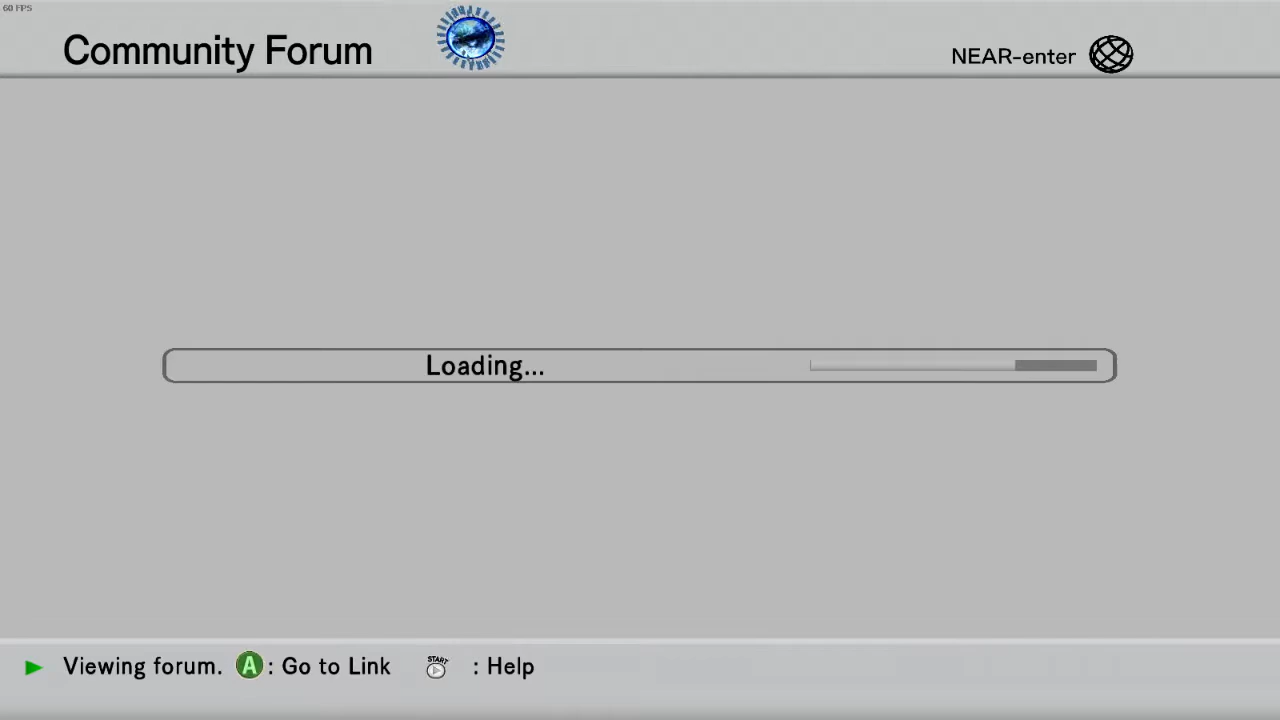 60 FPS
Community Forum
NEAR-enter
Loading...
Viewing forum. A : Go to Link START : Help